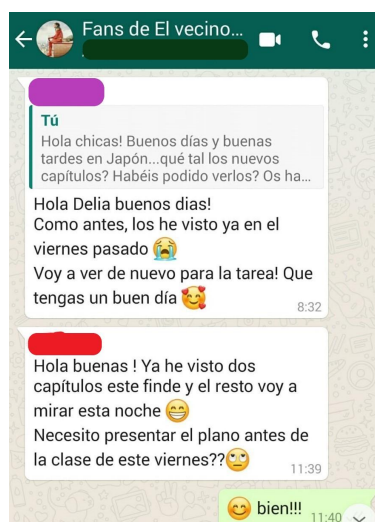 Fans de El vecino...
Tú
Hola chicas! Buenos días y buenas
tardes en Japón...qué tal los nuevos
capítulos? Habéis podido verlos? Os ha...
Hola Delia buenos dias!
Como antes, los he visto ya en el
viernes pasado 😭
Voy a ver de nuevo para la tarea! Que
tengas un buen día 🥰
8:32
Hola buenas ! Ya he visto dos
capítulos este finde y el resto voy a
mirar esta noche 😁
Necesito presentar el plano antes de
la clase de este viernes??🙄
11:39
😊 bien!!! 11:40